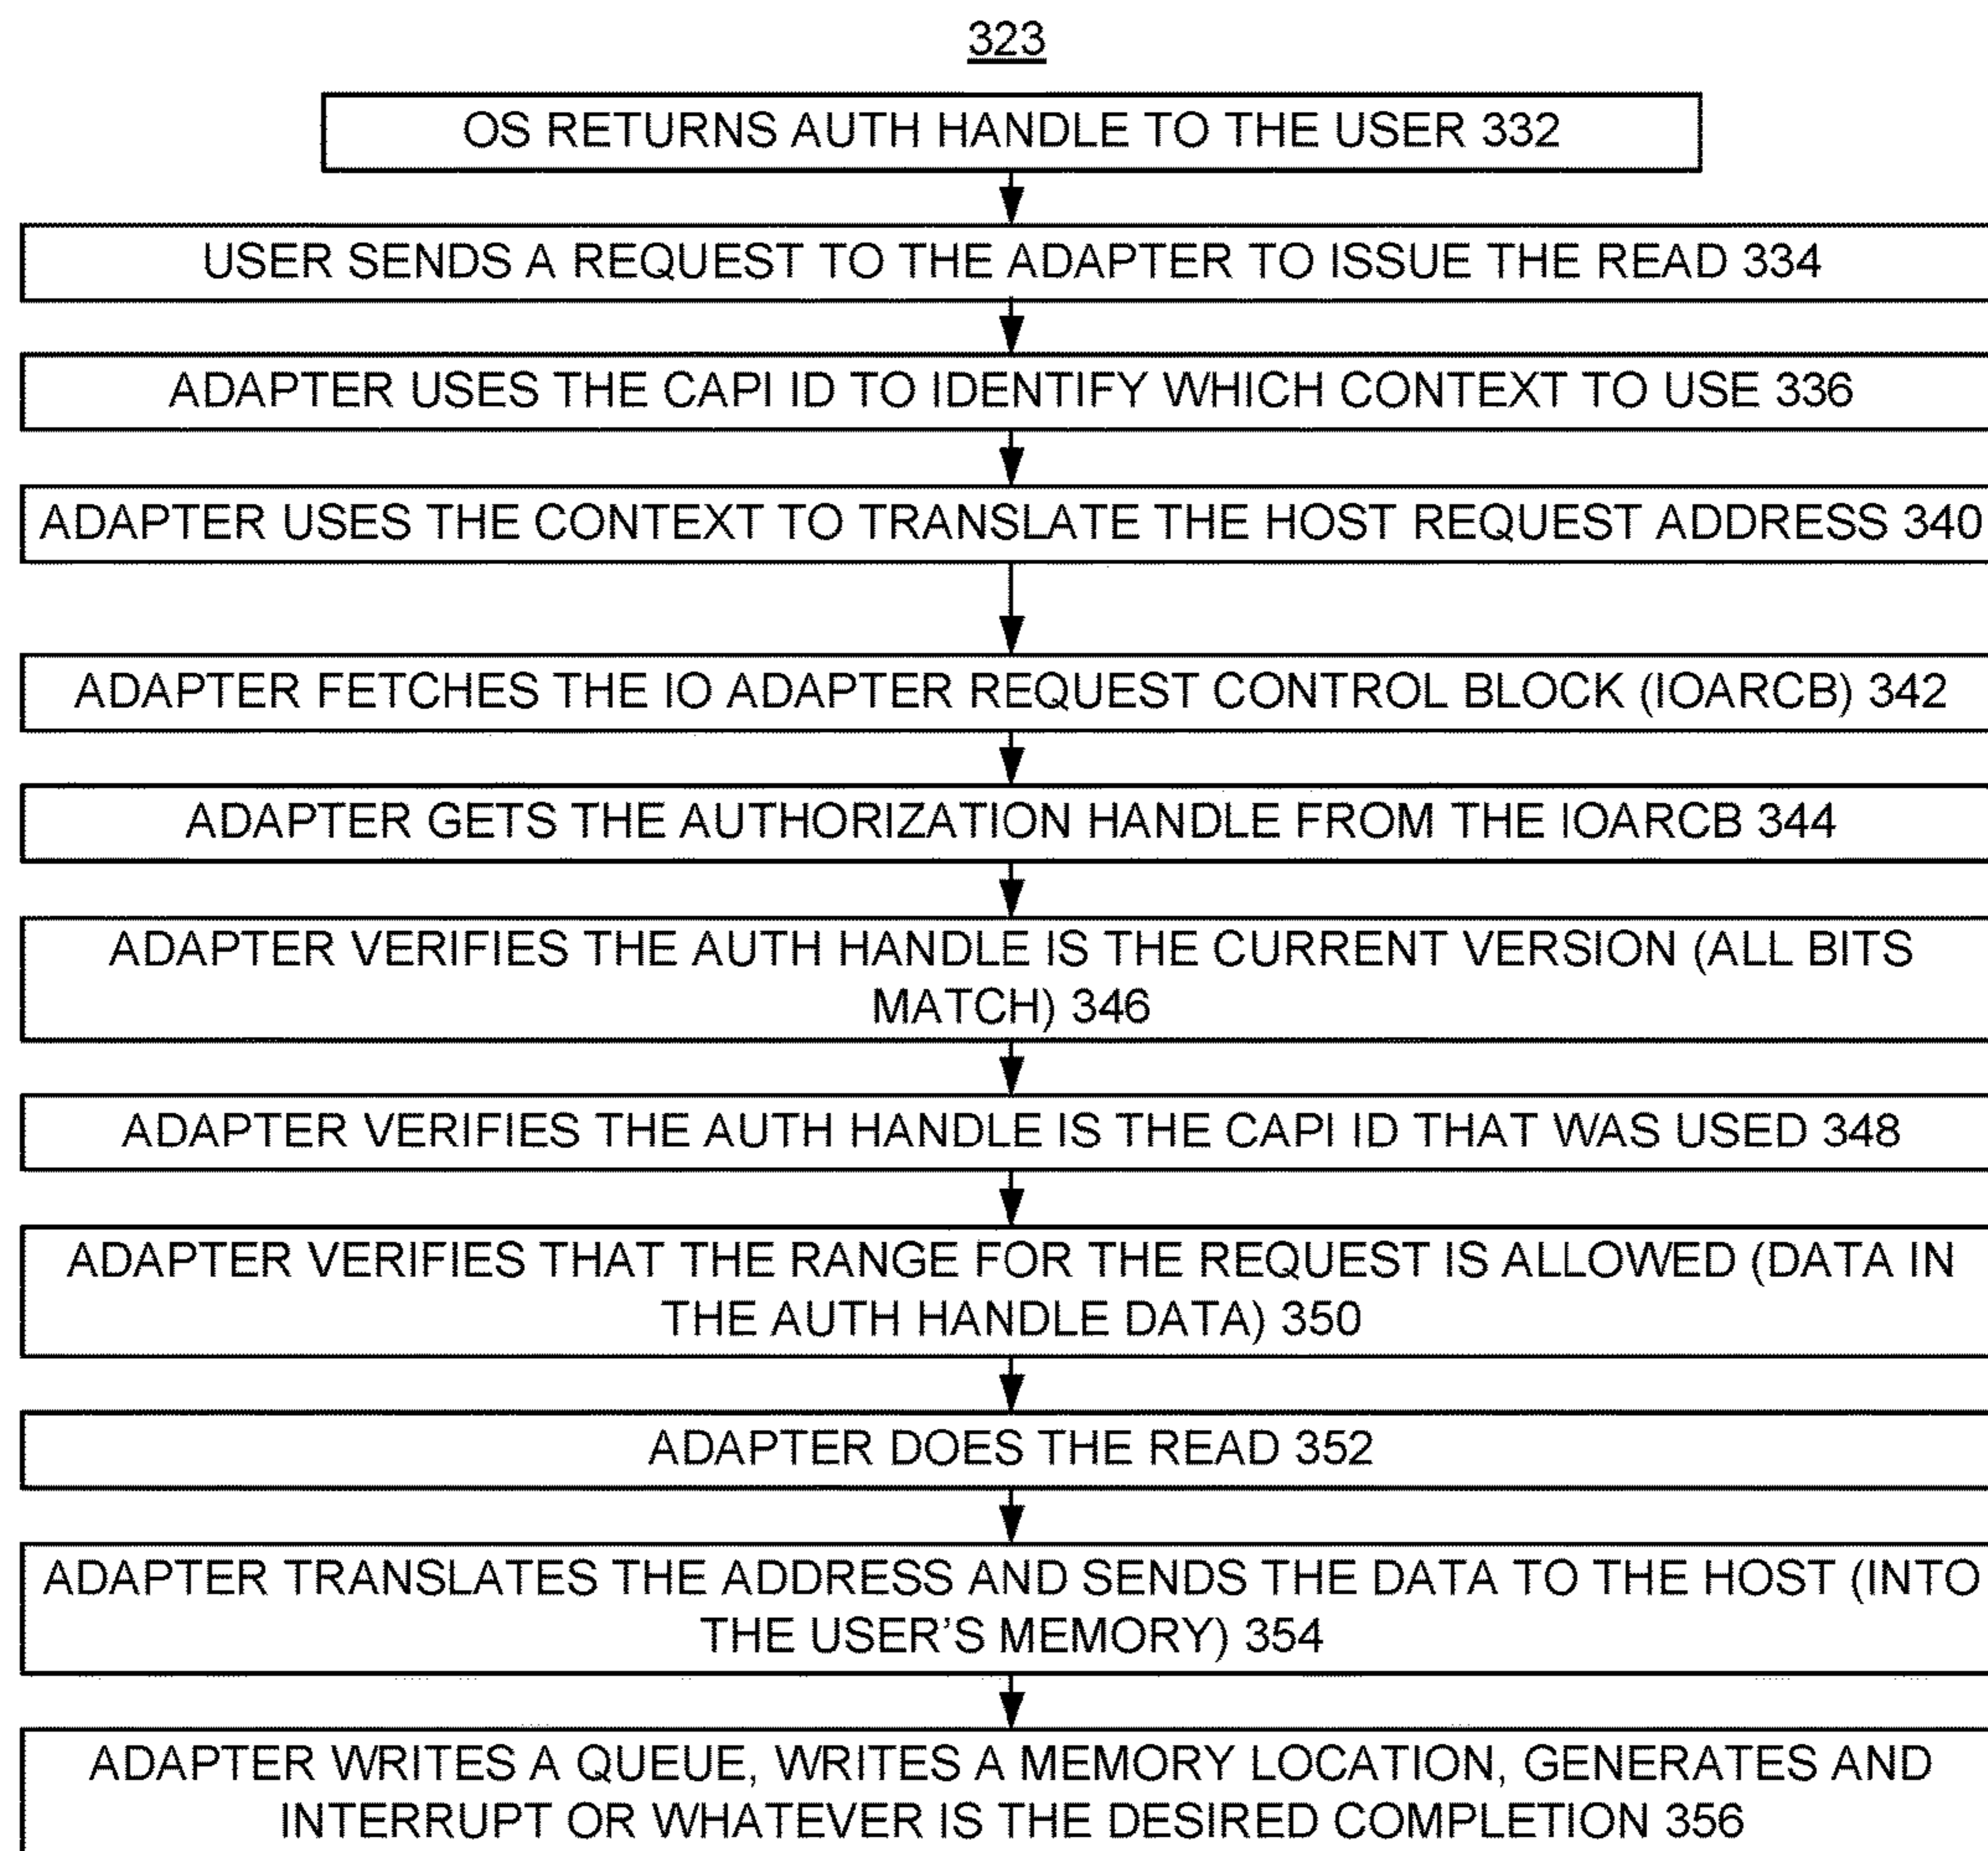 323
OS RETURNS AUTH HANDLE TO THE USER 332
USER SENDS A REQUEST TO THE ADAPTER TO ISSUE THE READ 334
ADAPTER USES THE CAPI ID TO IDENTIFY WHICH CONTEXT TO USE 336
ADAPTER USES THE CONTEXT TO TRANSLATE THE HOST REQUEST ADDRESS 340
ADAPTER FETCHES THE IO ADAPTER REQUEST CONTROL BLOCK (IOARCB) 342
ADAPTER GETS THE AUTHORIZATION HANDLE FROM THE IOARCB 344
ADAPTER VERIFIES THE AUTH HANDLE IS THE CURRENT VERSION (ALL BITS
MATCH) 346
ADAPTER VERIFIES THE AUTH HANDLE IS THE CAPI ID THAT WAS USED 348
ADAPTER VERIFIES THAT THE RANGE FOR THE REQUEST IS ALLOWED (DATA IN
THE AUTH HANDLE DATA) 350
ADAPTER DOES THE READ 352
ADAPTER TRANSLATES THE ADDRESS AND SENDS THE DATA TO THE HOST (INTO
THE USER'S MEMORY) 354
ADAPTER WRITES A QUEUE, WRITES A MEMORY LOCATION, GENERATES AND
INTERRUPT OR WHATEVER IS THE DESIRED COMPLETION 356